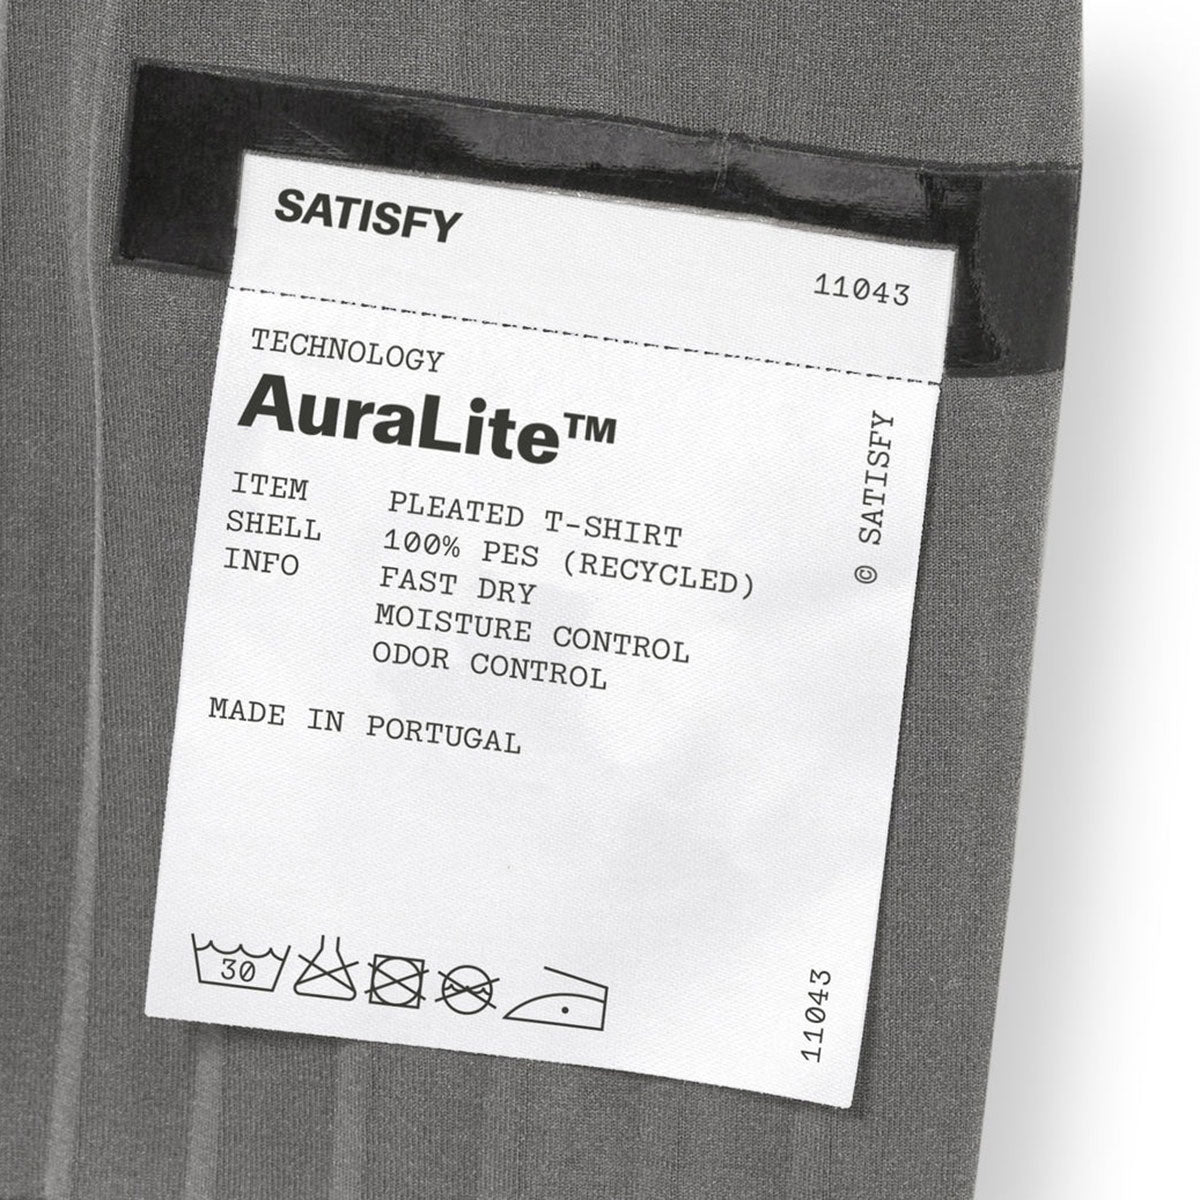 SATISFY
11043
TECHNOLOGY
AuraLite™
ITEM PLEATED T-SHIRT
SHELL 100% PES (RECYCLED)
INFO FAST DRY
MOISTURE CONTROL
ODOR CONTROL
MADE IN PORTUGAL
© SATISFY
30
11043